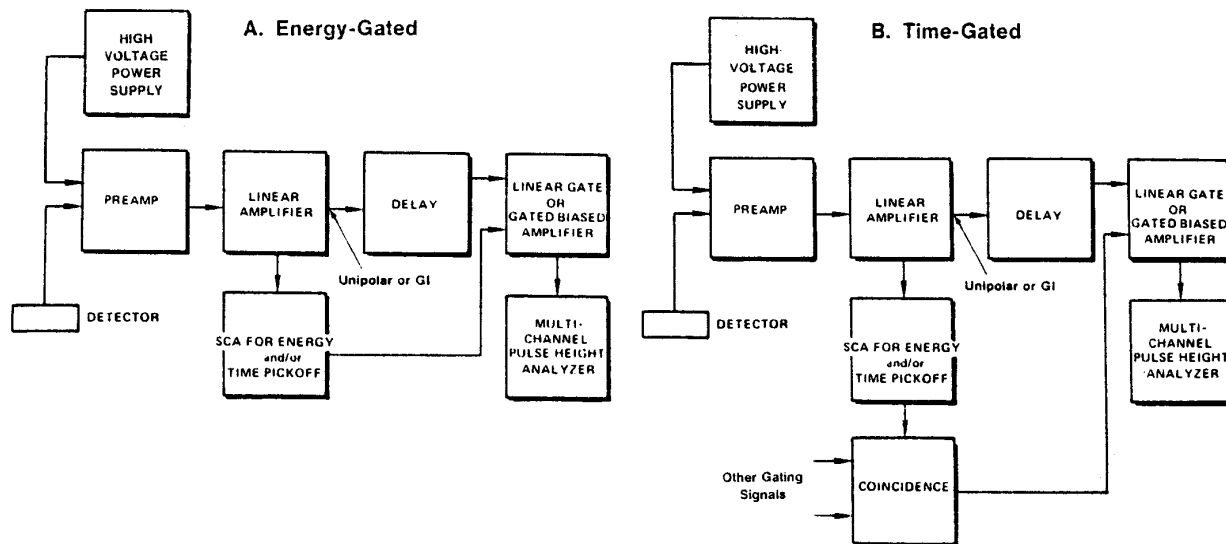 A. Energy-Gated
HIGH
VOLTAGE
POWER
SUPPLY
PREAMP
LINEAR
AMPLIFIER
DELAY
LINEAR GATE
OR
GATED BIASED
AMPLIFIER
Unipolar or GI
DETECTOR
SCA FOR ENERGY
and/or
TIME PICKOFF
MULTI-
CHANNEL
PULSE HEIGHT
ANALYZER
B. Time-Gated
HIGH-
VOLTAGE
POWER
SUPPLY
PREAMP
LINEAR
AMPLIFIER
DELAY
LINEAR GATE
OR
GATED BIASED
AMPLIFIER
Unipolar or GI
DETECTOR
SCA FOR ENERGY
and/or
TIME PICKOFF
MULTI-
CHANNEL
PULSE HEIGHT
ANALYZER
Other Gating
Signals
COINCIDENCE